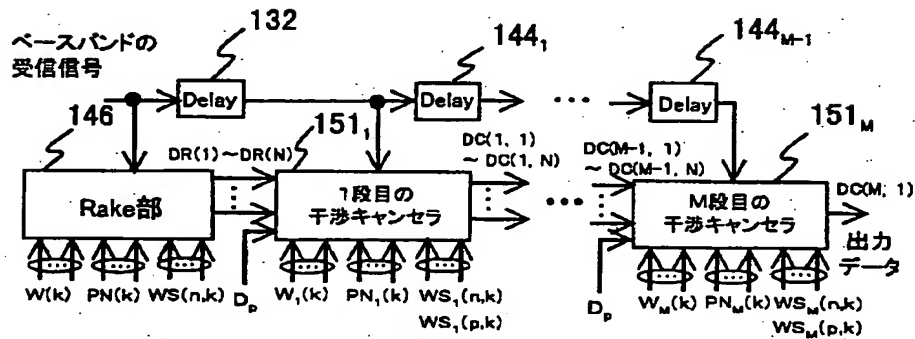 ベースバンドの
受信信号
132
144₁
144M-1
Delay
Delay
Delay
146
151₁
151M
DR(1)～DR(N)
DC(1, 1)
～DC(1, N)
DC(M-1, 1)
～DC(M-1, N)
DC(M, 1)
Rake部
1段目の
干渉キャンセラ
M段目の
干渉キャンセラ
出力
データ
W(k) PN(k) WS(n,k)
Dp
W₁(k) PN₁(k) WS₁(n,k)
WS₁(p,k)
Dp
WM(k) PNM(k) WSM(n,k)
WSM(p,k)